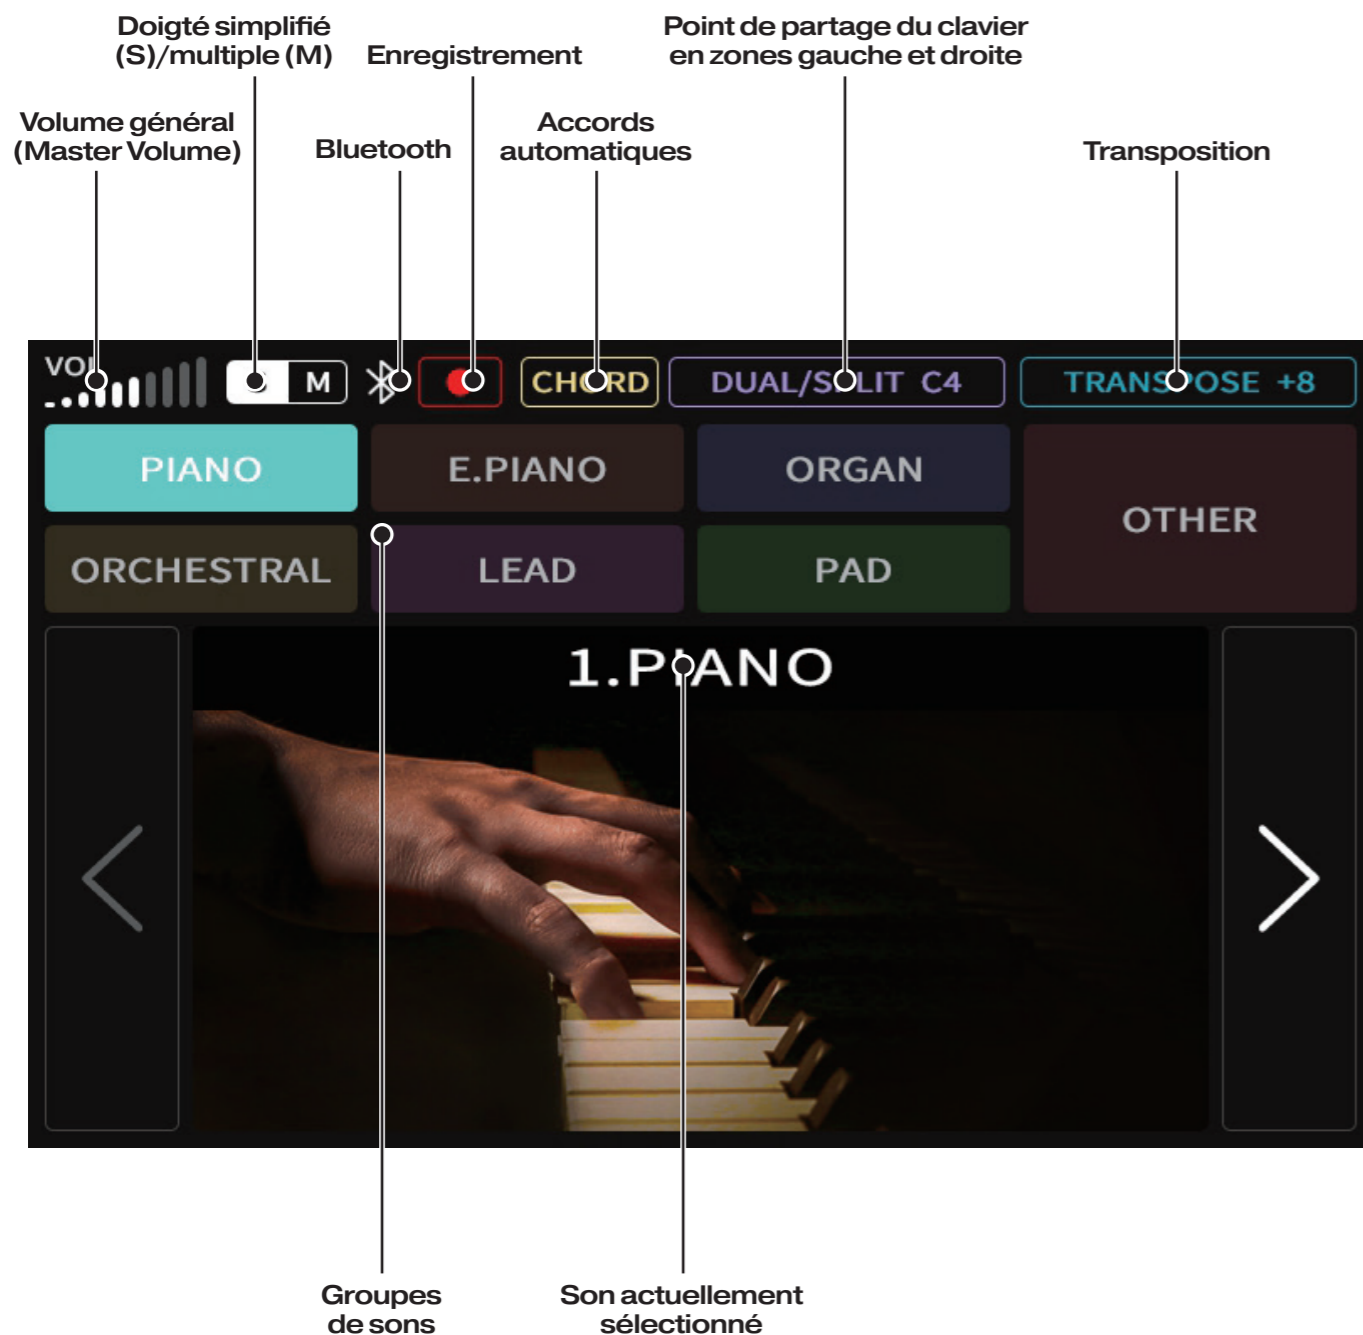 Doigté simplifié
(S)/multiple (M)
Enregistrement
Point de partage du clavier
en zones gauche et droite
Volume général
(Master Volume)
Bluetooth
Accords
automatiques
Transposition
VOL
S M
CHORD
DUAL/SPLIT C4
TRANSPOSE +8
PIANO
E.PIANO
ORGAN
OTHER
ORCHESTRAL
LEAD
PAD
1.PIANO
Groupes
de sons
Son actuellement
sélectionné